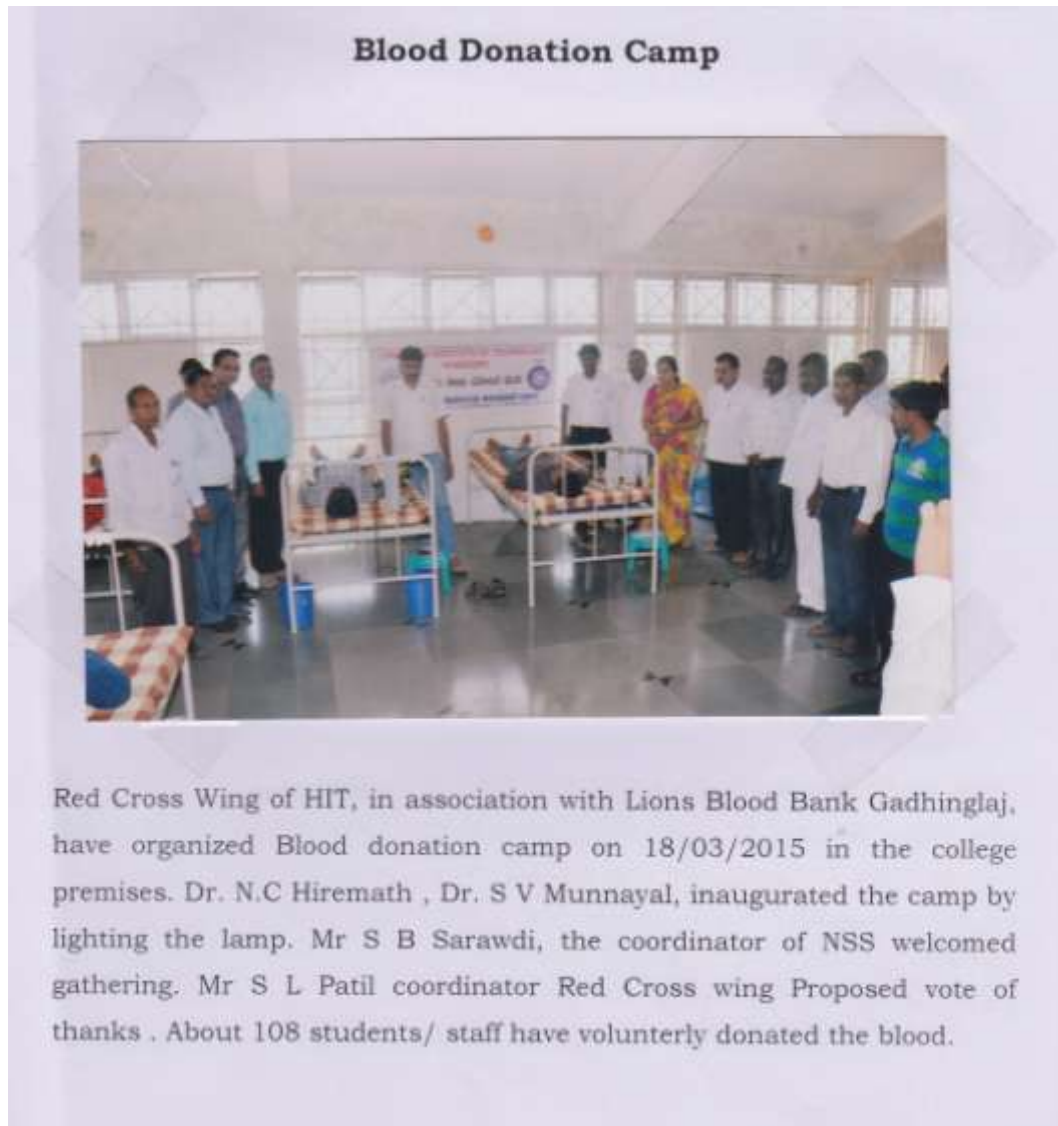 Blood Donation Camp
Red Cross Wing of HIT, in association with Lions Blood Bank Gadhinglaj,
have organized Blood donation camp on 18/03/2015 in the college
premises. Dr. N.C Hiremath , Dr. S V Munnayal, inaugurated the camp by
lighting the lamp. Mr S B Sarawdi, the coordinator of NSS welcomed
gathering. Mr S L Patil coordinator Red Cross wing Proposed vote of
thanks . About 108 students/ staff have volunterly donated the blood.